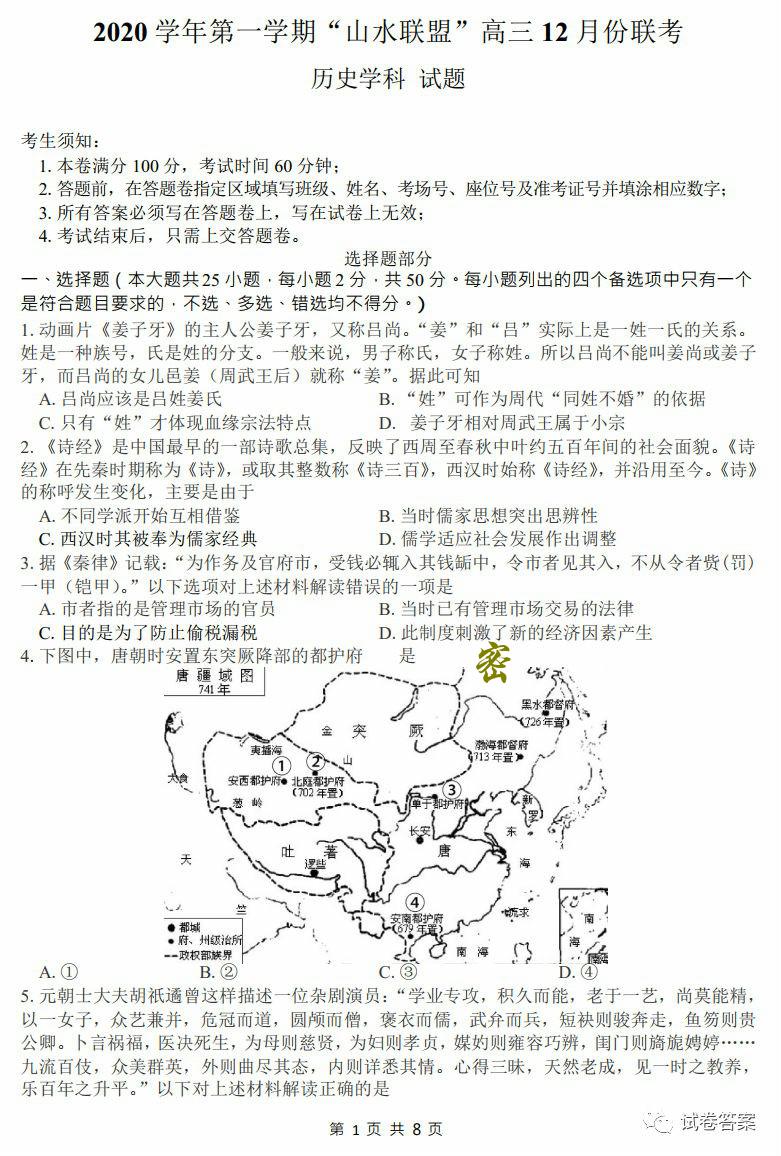 2020 学年第一学期“山水联盟”高三 12 月份联考
历史学科 试题
考生须知：
1. 本卷满分 100 分，考试时间 60 分钟；
2. 答题前，在答题卷指定区域填写班级、姓名、考场号、座位号及准考证号并填涂相应数字；
3. 所有答案必须写在答题卷上，写在试卷上无效；
4. 考试结束后，只需上交答题卷。
选择题部分
一、选择题（本大题共 25 小题，每小题 2 分，共 50 分。每小题列出的四个备选项中只有一个
是符合题目要求的，不选、多选、错选均不得分。）
1. 动画片《姜子牙》的主人公姜子牙，又称吕尚。“姜”和“吕”实际上是一姓一氏的关系。
姓是一种族号，氏是姓的分支。一般来说，男子称氏，女子称姓。所以吕尚不能叫姜尚或姜子
牙，而吕尚的女儿邑姜（周武王后）就称“姜”。据此可知
A. 吕尚应该是吕姓姜氏 B. “姓”可作为周代“同姓不婚”的依据
C. 只有“姓”才体现血缘宗法特点 D. 姜子牙相对周武王属于小宗
2. 《诗经》是中国最早的一部诗歌总集，反映了西周至春秋中叶约五百年间的社会面貌。《诗
经》在先秦时期称为《诗》，或取其整数称《诗三百》，西汉时始称《诗经》，并沿用至今。《诗》
的称呼发生变化，主要是由于
A. 不同学派开始互相借鉴 B. 当时儒家思想突出思辨性
C. 西汉时其被奉为儒家经典 D. 儒学适应社会发展作出调整
3. 据《秦律》记载：“为作务及官府市，受钱必辄入其钱缿中，令市者见其入，不从令者赀(罚)
一甲（铠甲）。”以下选项对上述材料解读错误的一项是
A. 市者指的是管理市场的官员 B. 当时已有管理市场交易的法律
C. 目的是为了防止偷税漏税 D. 此制度刺激了新的经济因素产生
4. 下图中，唐朝时安置东突厥降部的都护府 是
密
唐疆域图
741年
黑水都督府
(726年置)
金 突 厥
渤海都督府
(713年置)
夷播海
山
① ②
大食
安西都护府 北庭都护府
(702年置)
葱岭
③
单于都护府
新罗
长安
东海
吐蕃
逻些
唐
天竺
④
安南都护府
(679年置)
流求
南海
南海
都城
府、州级治所
政权部族界
A. ① B. ② C. ③ D. ④
5. 元朝士大夫胡祗遹曾这样描述一位杂剧演员：“学业专攻，积久而能，老于一艺，尚莫能精，
以一女子，众艺兼并，危冠而道，圆颅而僧，褒衣而儒，武弁而兵，短袂则骏奔走，鱼笏则贵
公卿。卜言祸福，医决死生，为母则慈贤，为妇则孝贞，媒妁则雍容巧辨，闺门则旖旎娉婷……
九流百伎，众美群英，外则曲尽其态，内则详悉其情。心得三昧，天然老成，见一时之教养，
乐百年之升平。”以下对上述材料解读正确的是
第 1 页 共 8 页
试卷答案